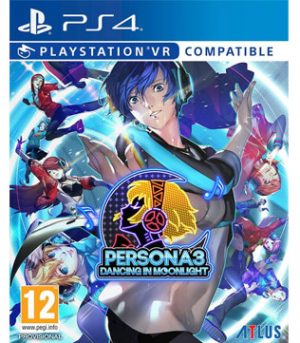 PS4
PLAYSTATION®VR COMPATIBLE
PERSONA3
DANCING IN MOONLIGHT
12
www.pegi.info
PROVISIONAL
ATLUS